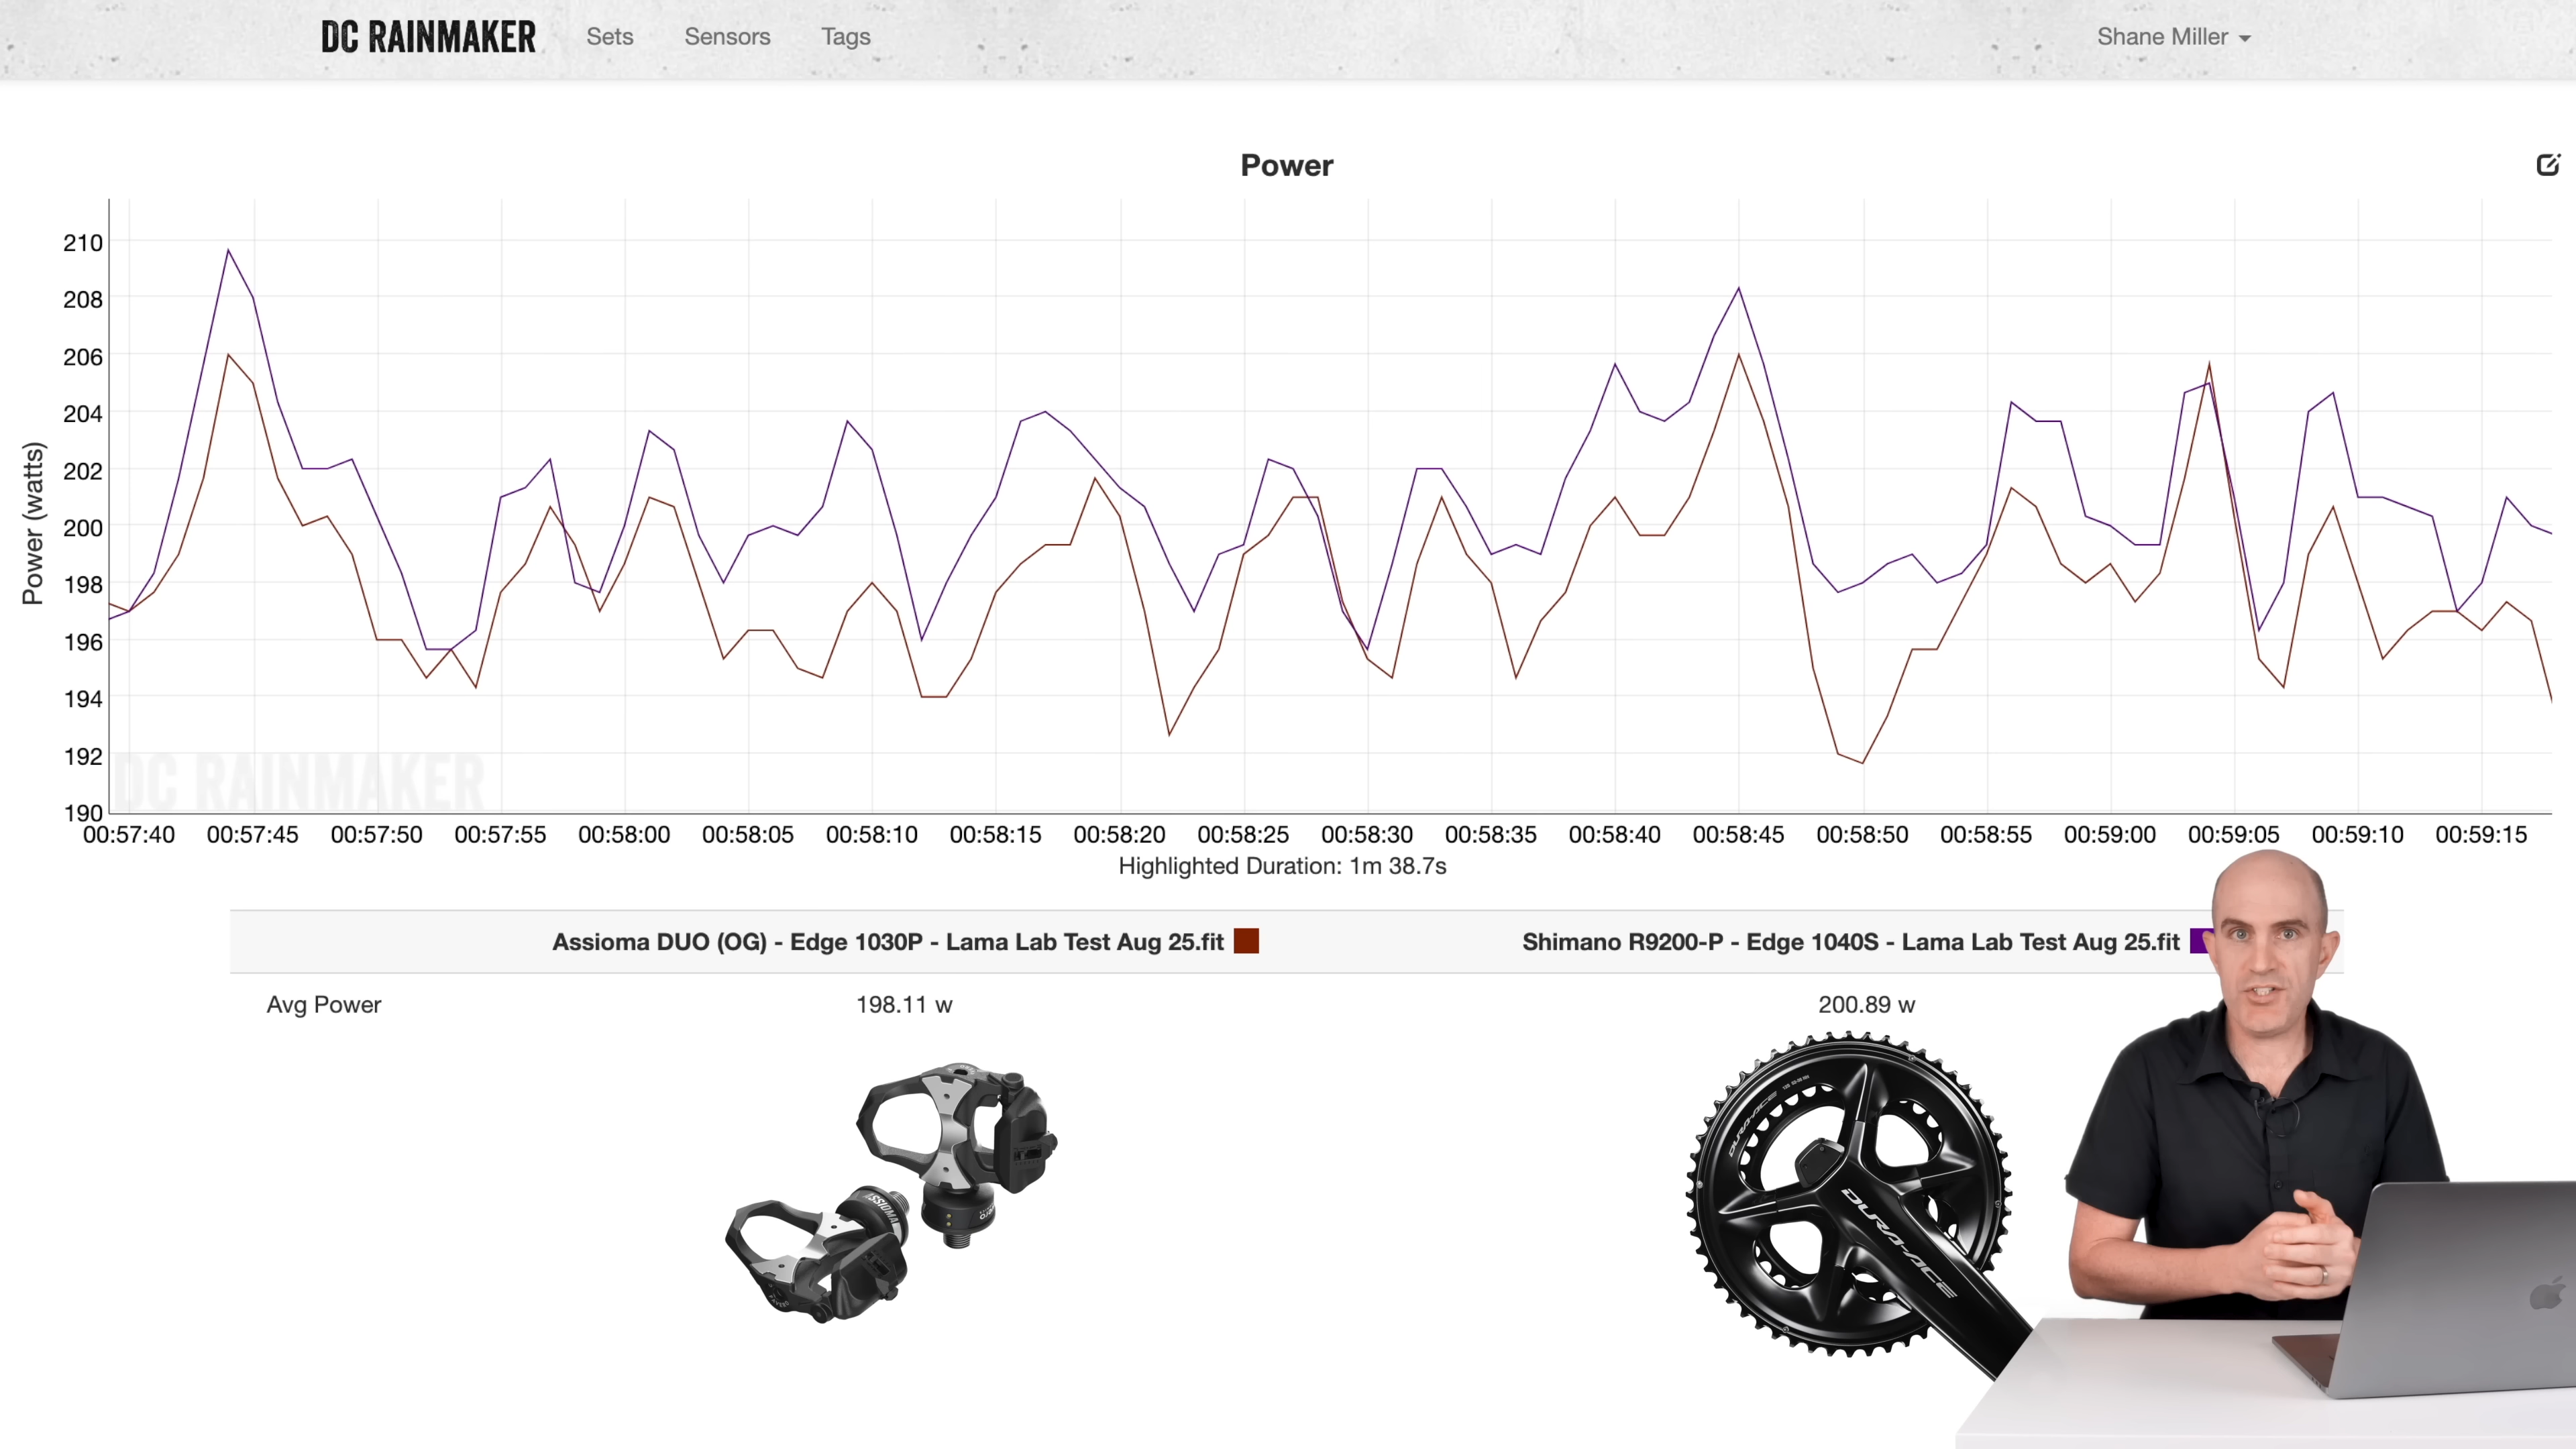 DC RAINMAKER Sets Sensors Tags Shane Miller
Power
210
208
206
204
202
200
198
196
194
192
190
Power (watts)
DC RAINMAKER
00:57:40 00:57:45 00:57:50 00:57:55 00:58:00 00:58:05 00:58:10 00:58:15 00:58:20 00:58:25 00:58:30 00:58:35 00:58:40 00:58:45 00:58:50 00:58:55 00:59:00 00:59:05 00:59:10 00:59:15
Highlighted Duration: 1m 38.7s
Assioma DUO (OG) - Edge 1030P - Lama Lab Test Aug 25.fit Shimano R9200-P - Edge 1040S - Lama Lab Test Aug 25.fit
Avg Power 198.11 w 200.89 w
DURA-ACE
ASSIOMA
DURA-ACE